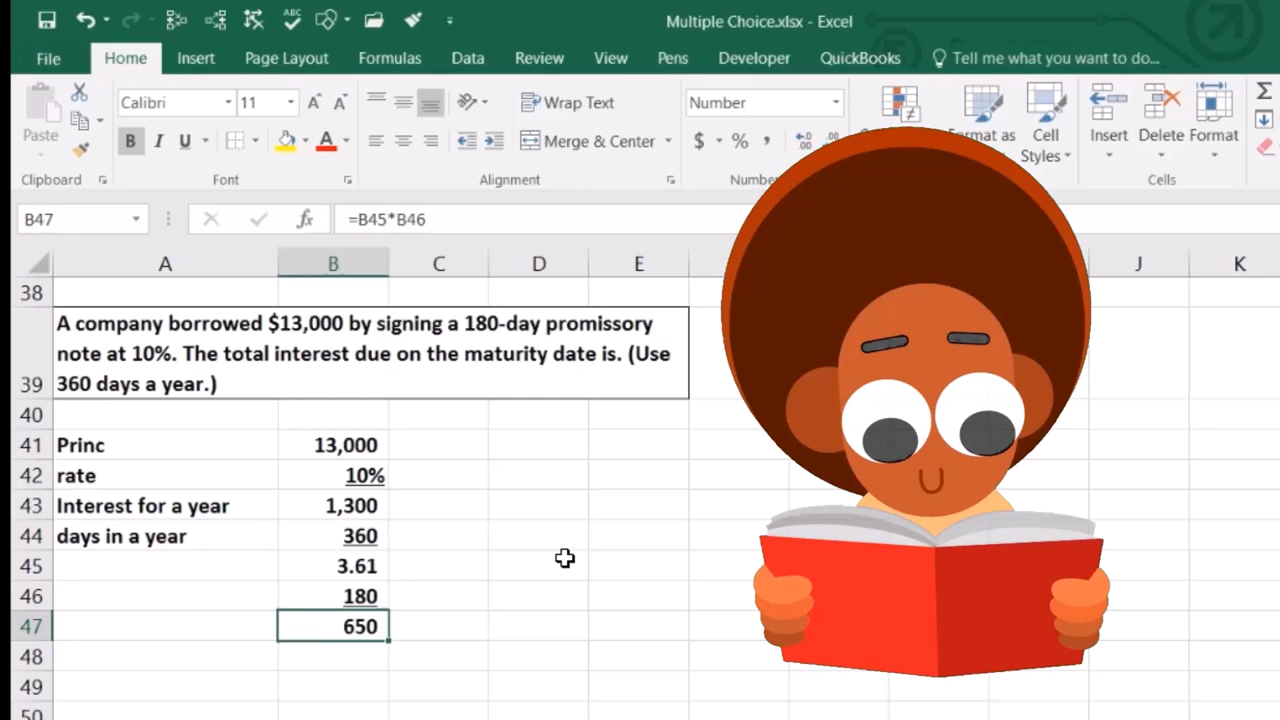 ABC
Multiple Choice.xlsx - Excel
File Home Insert Page Layout Formulas Data Review View Pens Developer QuickBooks Tell me what you want to do...
Paste
Calibri 11
B I U
Wrap Text
Merge & Center
Number
$ % ,
Format as
Cell
Styles
Insert Delete Format
Clipboard Font Alignment Cells
B47 fx =B45*B46
A B C D E J K
38
39 A company borrowed $13,000 by signing a 180-day promissory
note at 10%. The total interest due on the maturity date is. (Use
360 days a year.)
40
41 Princ 13,000
42 rate 10%
43 Interest for a year 1,300
44 days in a year 360
45 3.61
46 180
47 650
48
49
50